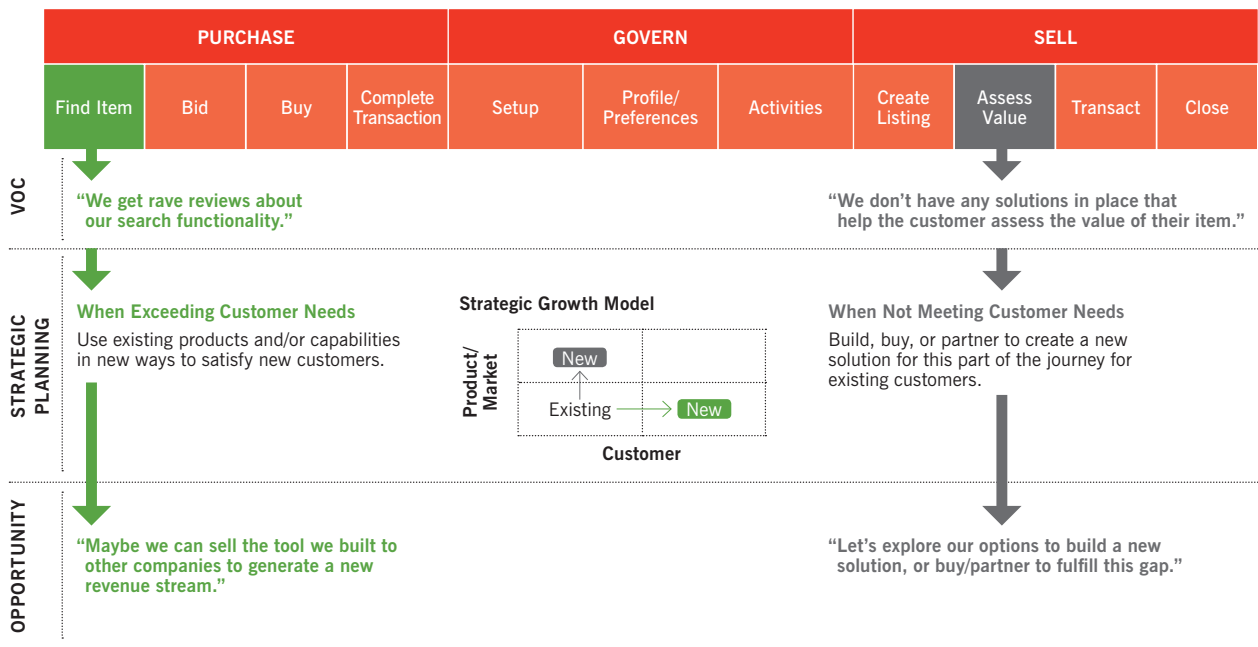 PURCHASE
GOVERN
SELL
Find Item
Bid
Buy
Complete
Transaction
Setup
Profile/
Preferences
Activities
Create
Listing
Assess
Value
Transact
Close
VOC
“We get rave reviews about
our search functionality.”
“We don’t have any solutions in place that
help the customer assess the value of their item.”
STRATEGIC
PLANNING
When Exceeding Customer Needs
Use existing products and/or capabilities
in new ways to satisfy new customers.
Strategic Growth Model
Product/
Market
New
Existing
New
Customer
When Not Meeting Customer Needs
Build, buy, or partner to create a new
solution for this part of the journey for
existing customers.
OPPORTUNITY
“Maybe we can sell the tool we built to
other companies to generate a new
revenue stream.”
“Let’s explore our options to build a new
solution, or buy/partner to fulfill this gap.”